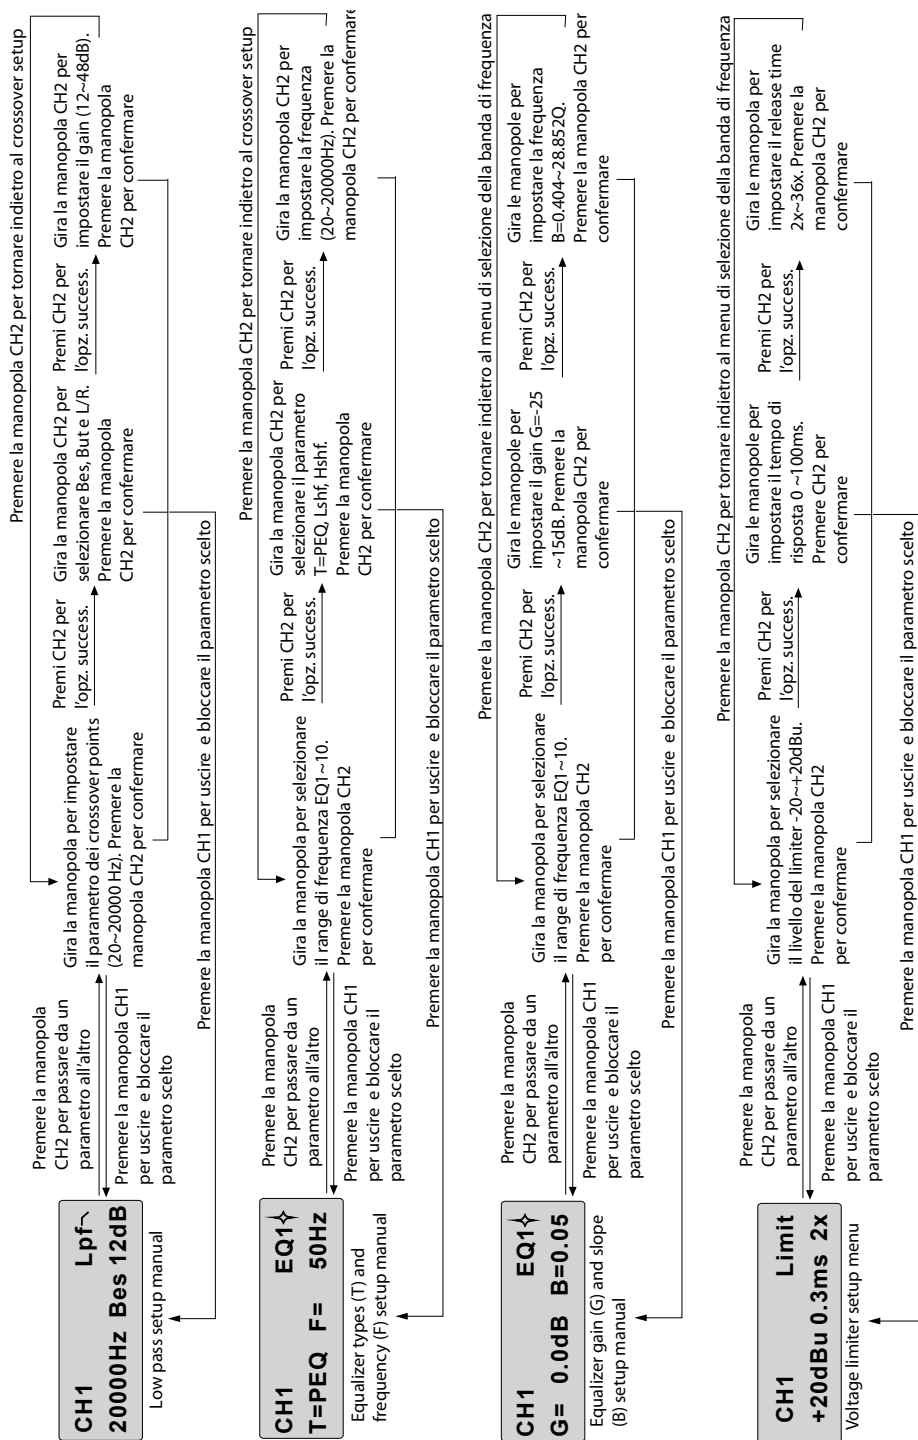 CH1 Lpf
20000Hz Bes 12dB
Low pass setup manual
Premere la manopola
CH2 per passare da un
parametro all'altro
Premere la manopola CH1
per uscire e bloccare il
parametro scelto
Gira la manopola per impostare
il parametro dei crossover points
(20~20000 Hz). Premere la
manopola CH2 per confermare
Premi CH2 per
l'opz. success.
Gira la manopola CH2 per
selezionare Bes, But e L/R.
Premere la manopola
CH2 per confermare
Premi CH2 per
l'opz. success.
Gira la manopola CH2 per
impostare il gain (12~48dB).
Premere la manopola
CH2 per confermare
Premere la manopola CH2 per tornare indietro al crossover setup
Premere la manopola CH1 per uscire e bloccare il parametro scelto
CH1 EQ1
T=PEQ F= 50Hz
Equalizer types (T) and
frequency (F) setup manual
Premere la manopola
CH2 per passare da un
parametro all'altro
Premere la manopola CH1
per uscire e bloccare il
parametro scelto
Gira la manopola per selezionare
il range di frequenza EQ1~10.
Premere la manopola CH2
per confermare
Premi CH2 per
l'opz. success.
Gira la manopola CH2 per
selezionare il parametro
T=PEQ, Lshf, Hshf.
Premere la manopola
CH2 per confermare
Premi CH2 per
l'opz. success.
Gira la manopola CH2 per
impostare la frequenza
(20~20000Hz). Premere la
manopola CH2 per confermare
Premere la manopola CH2 per tornare indietro al crossover setup
Premere la manopola CH1 per uscire e bloccare il parametro scelto
CH1 EQ1
G= 0.0dB B=0.05
Equalizer gain (G) and slope
(B) setup manual
Premere la manopola
CH2 per passare da un
parametro all'altro
Premere la manopola CH1
per uscire e bloccare il
parametro scelto
Gira la manopola per selezionare
il range di frequenza EQ1~10.
Premere la manopola CH2
per confermare
Premi CH2 per
l'opz. success.
Gira le manopole per
impostare il gain G=-25
~15dB. Premere la
manopola CH2 per
confermare
Premi CH2 per
l'opz. success.
Gira le manopole per
impostare la frequenza
B=0.404~28.852Q.
Premere la manopola CH2 per
confermare
Premere la manopola CH2 per tornare indietro al menu di selezione della banda di frequenza
Premere la manopola CH1 per uscire e bloccare il parametro scelto
CH1 Limit
+20dBu 0.3ms 2x
Voltage limiter setup menu
Premere la manopola
CH2 per passare da un
parametro all'altro
Premere la manopola CH1
per uscire e bloccare il
parametro scelto
Gira la manopola per selezionare
il livello del limiter -20~+20dBu.
Premere la manopola CH2
per confermare
Premi CH2 per
l'opz. success.
Gira le manopole per
impostare il tempo di
risposta 0 ~100ms.
Premere CH2 per
confermare
Premi CH2 per
l'opz. success.
Gira le manopola per
impostare il release time
2x~36x. Premere la
manopola CH2 per
confermare
Premere la manopola CH2 per tornare indietro al menu di selezione della banda di frequenza
Premere la manopola CH1 per uscire e bloccare il parametro scelto